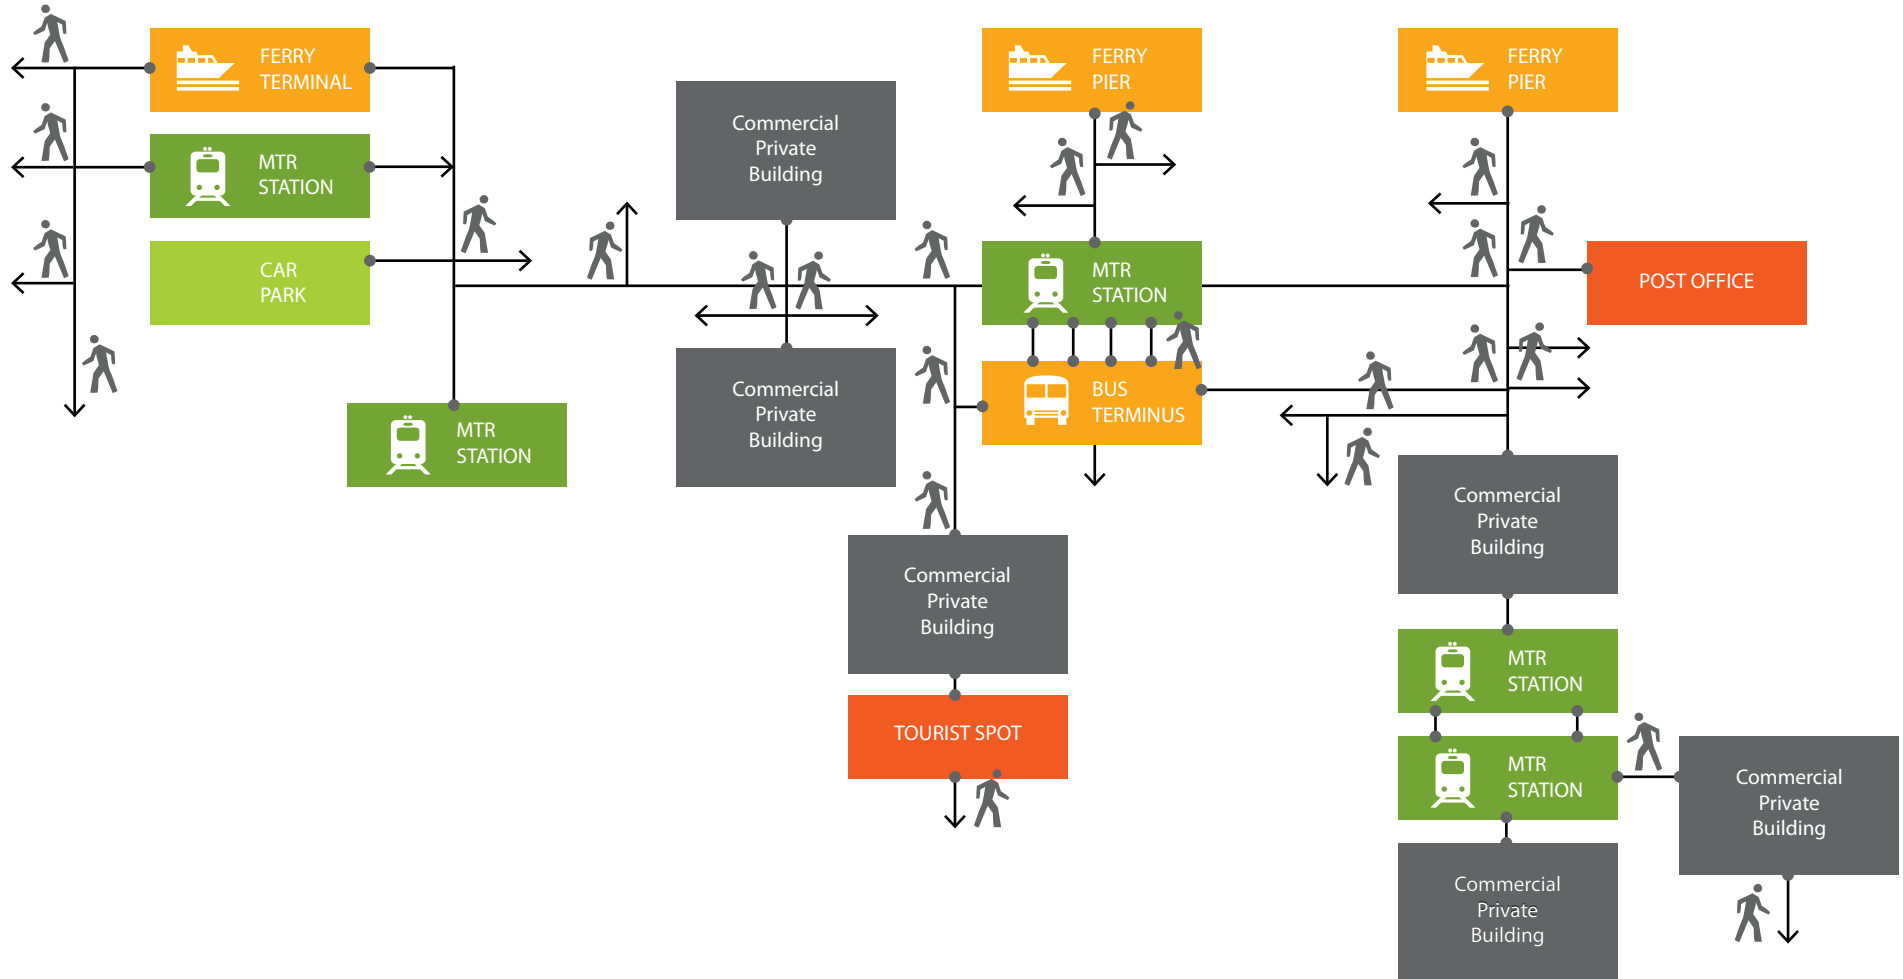 FERRY
TERMINAL
MTR
STATION
CAR
PARK
MTR
STATION
Commercial
Private
Building
Commercial
Private
Building
FERRY
PIER
MTR
STATION
BUS
TERMINUS
Commercial
Private
Building
TOURIST SPOT
FERRY
PIER
POST OFFICE
Commercial
Private
Building
MTR
STATION
MTR
STATION
Commercial
Private
Building
Commercial
Private
Building